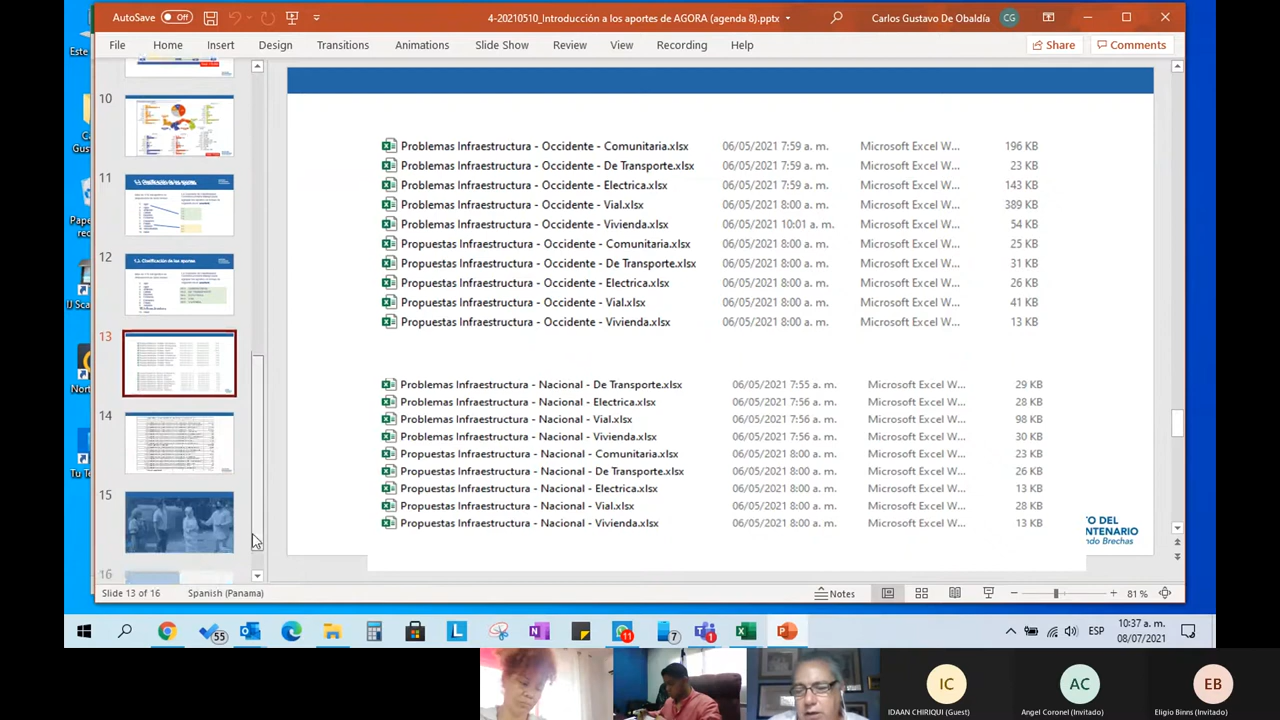 AutoSave Off
4-20210510_Introducción a los aportes de AGORA (agenda 8).pptx
Carlos Gustavo De Obaldía CG
File Home Insert Design Transitions Animations Slide Show Review View Recording Help Share Comments
Este
Nort
Tu Te
10
11
12
13
14
15
16
Problemas Infraestructura - Occidente - Comunitaria.xlsx 06/05/2021 7:59 a. m. Microsoft Excel W... 196 KB
Problemas Infraestructura - Occidente - De Transporte.xlsx 06/05/2021 7:59 a. m. Microsoft Excel W... 23 KB
Problemas Infraestructura - Occidente - Electrica.xlsx 06/05/2021 7:59 a. m. Microsoft Excel W... 143 KB
Problemas Infraestructura - Occidente - Vial.xlsx 06/05/2021 8:00 a. m. Microsoft Excel W... 389 KB
Problemas Infraestructura - Occidente - Vivienda.xlsx 06/05/2021 10:01 a. m. Microsoft Excel W... 54 KB
Propuestas Infraestructura - Occidente - Comunitaria.xlsx 06/05/2021 8:00 a. m. Microsoft Excel W... 25 KB
Propuestas Infraestructura - Occidente - De Transporte.xlsx 06/05/2021 8:00 a. m. Microsoft Excel W... 31 KB
Propuestas Infraestructura - Occidente - Electrica.xlsx 06/05/2021 8:00 a. m. Microsoft Excel W... 26 KB
Propuestas Infraestructura - Occidente - Vial.xlsx 06/05/2021 8:00 a. m. Microsoft Excel W... 41 KB
Propuestas Infraestructura - Occidente - Vivienda.xlsx 06/05/2021 8:00 a. m. Microsoft Excel W... 13 KB
Problemas Infraestructura - Nacional - De Transporte.xlsx 06/05/2021 7:55 a. m. Microsoft Excel W... 29 KB
Problemas Infraestructura - Nacional - Electrica.xlsx 06/05/2021 7:56 a. m. Microsoft Excel W... 28 KB
Problemas Infraestructura - Nacional - Vial.xlsx 06/05/2021 7:56 a. m. Microsoft Excel W... KB
Problemas Infraestructura - Nacional - Vivienda.xlsx 06/05/2021 7:56 a. m. Microsoft Excel W... KB
Propuestas Infraestructura - Nacional - Comunitaria.xlsx 06/05/2021 8:00 a. m. Microsoft Excel W... 23 KB
Propuestas Infraestructura - Nacional - De Transporte.xlsx 06/05/2021 8:00 a. m. Microsoft Excel W... 26 KB
Propuestas Infraestructura - Nacional - Electrica.xlsx 06/05/2021 8:00 a. m. Microsoft Excel W... 13 KB
Propuestas Infraestructura - Nacional - Vial.xlsx 06/05/2021 8:00 a. m. Microsoft Excel W... 28 KB
Propuestas Infraestructura - Nacional - Vivienda.xlsx 06/05/2021 8:00 a. m. Microsoft Excel W... 13 KB
O DEL
NTENARIO
ndo Brechas
Slide 13 of 16 Spanish (Panama) Notes 81 %
55 11 7 1 ESP
10:37 a. m.
08/07/2021
IC AC EB
IDAAN CHIRIQUI (Guest) Angel Coronel (Invitado) Eligio Binns (Invitado)